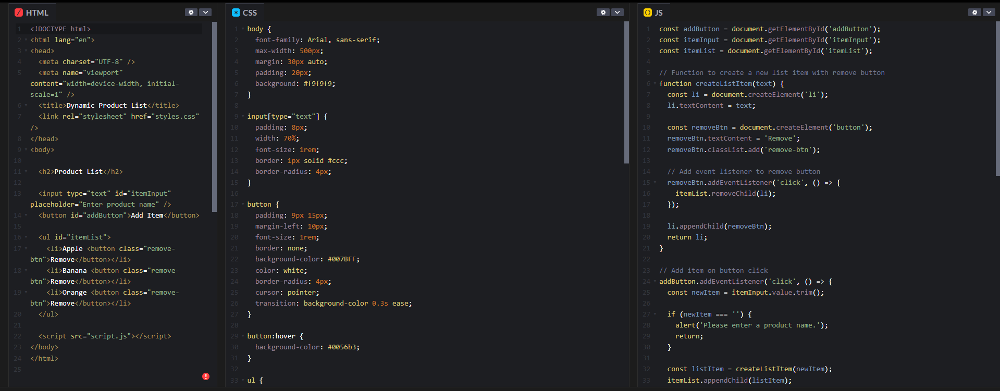 HTML
1 <!DOCTYPE html>
2 <html lang="en">
3 <head>
4 <meta charset="UTF-8" />
5 <meta name="viewport"
content="width=device-width, initial-
scale=1" />
6 <title>Dynamic Product List</title>
7 <link rel="stylesheet" href="styles.css"
/>
8 </head>
9 <body>
10
11 <h2>Product List</h2>
12
13 <input type="text" id="itemInput"
placeholder="Enter product name" />
14 <button id="addButton">Add Item</button>
15
16 <ul id="itemList">
17 <li>Apple <button class="remove-
btn">Remove</button></li>
18 <li>Banana <button class="remove-
btn">Remove</button></li>
19 <li>Orange <button class="remove-
btn">Remove</button></li>
20 </ul>
21
22 <script src="script.js"></script>
23 </body>
24 </html>
25
CSS
1 body {
2 font-family: Arial, sans-serif;
3 max-width: 500px;
4 margin: 30px auto;
5 padding: 20px;
6 background: #f9f9f9;
7 }
8
9 input[type="text"] {
10 padding: 8px;
11 width: 70%;
12 font-size: 1rem;
13 border: 1px solid #ccc;
14 border-radius: 4px;
15 }
16
17 button {
18 padding: 9px 15px;
19 margin-left: 10px;
20 font-size: 1rem;
21 border: none;
22 background-color: #007BFF;
23 color: white;
24 border-radius: 4px;
25 cursor: pointer;
26 transition: background-color 0.3s ease;
27 }
28
29 button:hover {
30 background-color: #0056b3;
31 }
32
33 ul {
JS
1 const addButton = document.getElementById('addButton');
2 const itemInput = document.getElementById('itemInput');
3 const itemList = document.getElementById('itemList');
4
5 // Function to create a new list item with remove button
6 function createListItem(text) {
7 const li = document.createElement('li');
8 li.textContent = text;
9
10 const removeBtn = document.createElement('button');
11 removeBtn.textContent = 'Remove';
12 removeBtn.classList.add('remove-btn');
13
14 // Add event listener to remove button
15 removeBtn.addEventListener('click', () => {
16 itemList.removeChild(li);
17 });
18
19 li.appendChild(removeBtn);
20 return li;
21 }
22
23 // Add item on button click
24 addButton.addEventListener('click', () => {
25 const newItem = itemInput.value.trim();
26
27 if (newItem === '') {
28 alert('Please enter a product name.');
29 return;
30 }
31
32 const listItem = createListItem(newItem);
33 itemList.appendChild(listItem);